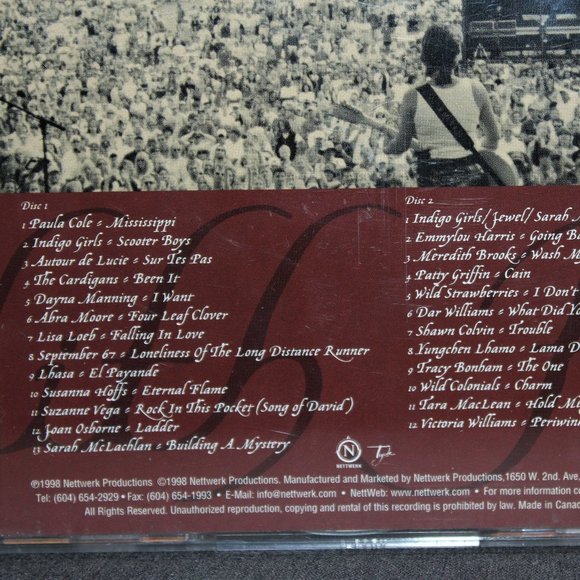 Disc 1
1 Paula Cole = Mississippi
2 Indigo Girls = Scooter Boys
3 Autour de Lucie = Sur Tes Pas
4 The Cardigans = Been It
5 Dayna Manning = I Want
6 Abra Moore = Four Leaf Clover
7 Lisa Loeb = Falling In Love
8 September 67 = Loneliness Of The Long Distance Runner
9 Lhasa = El Payande
10 Susanna Hoffs = Eternal Flame
11 Suzanne Vega = Rock In This Pocket (Song of David)
12 Joan Osborne = Ladder
13 Sarah McLachlan = Building A Mystery
Disc 2
1 Indigo Girls/Jewel/Sarah
2 Emmylou Harris = Going Ba
3 Meredith Brooks = Wash M
4 Patty Griffin = Cain
5 Wild Strawberries = I Don't
6 Dar Williams = What Did Yo
7 Shawn Colvin = Trouble
8 Yungchen Lhamo = Lama D
9 Tracy Bonham = The One
10 Wild Colonials = Charm
11 Tara MacLean = Hold M
12 Victoria Williams = Periwin
N
NETTWERK
℗1998 Nettwerk Productions ©1998 Nettwerk Productions. Manufactured and Marketed by Nettwerk Productions,1650 W. 2nd. Ave,
Tel: (604) 654-2929 • Fax: (604) 654-1993 • E-Mail: info@nettwerk.com • NettWeb: www.nettwerk.com • For more information co
All Rights Reserved. Unauthorized reproduction, copying and rental of this recording is prohibited by law. Made in Canad